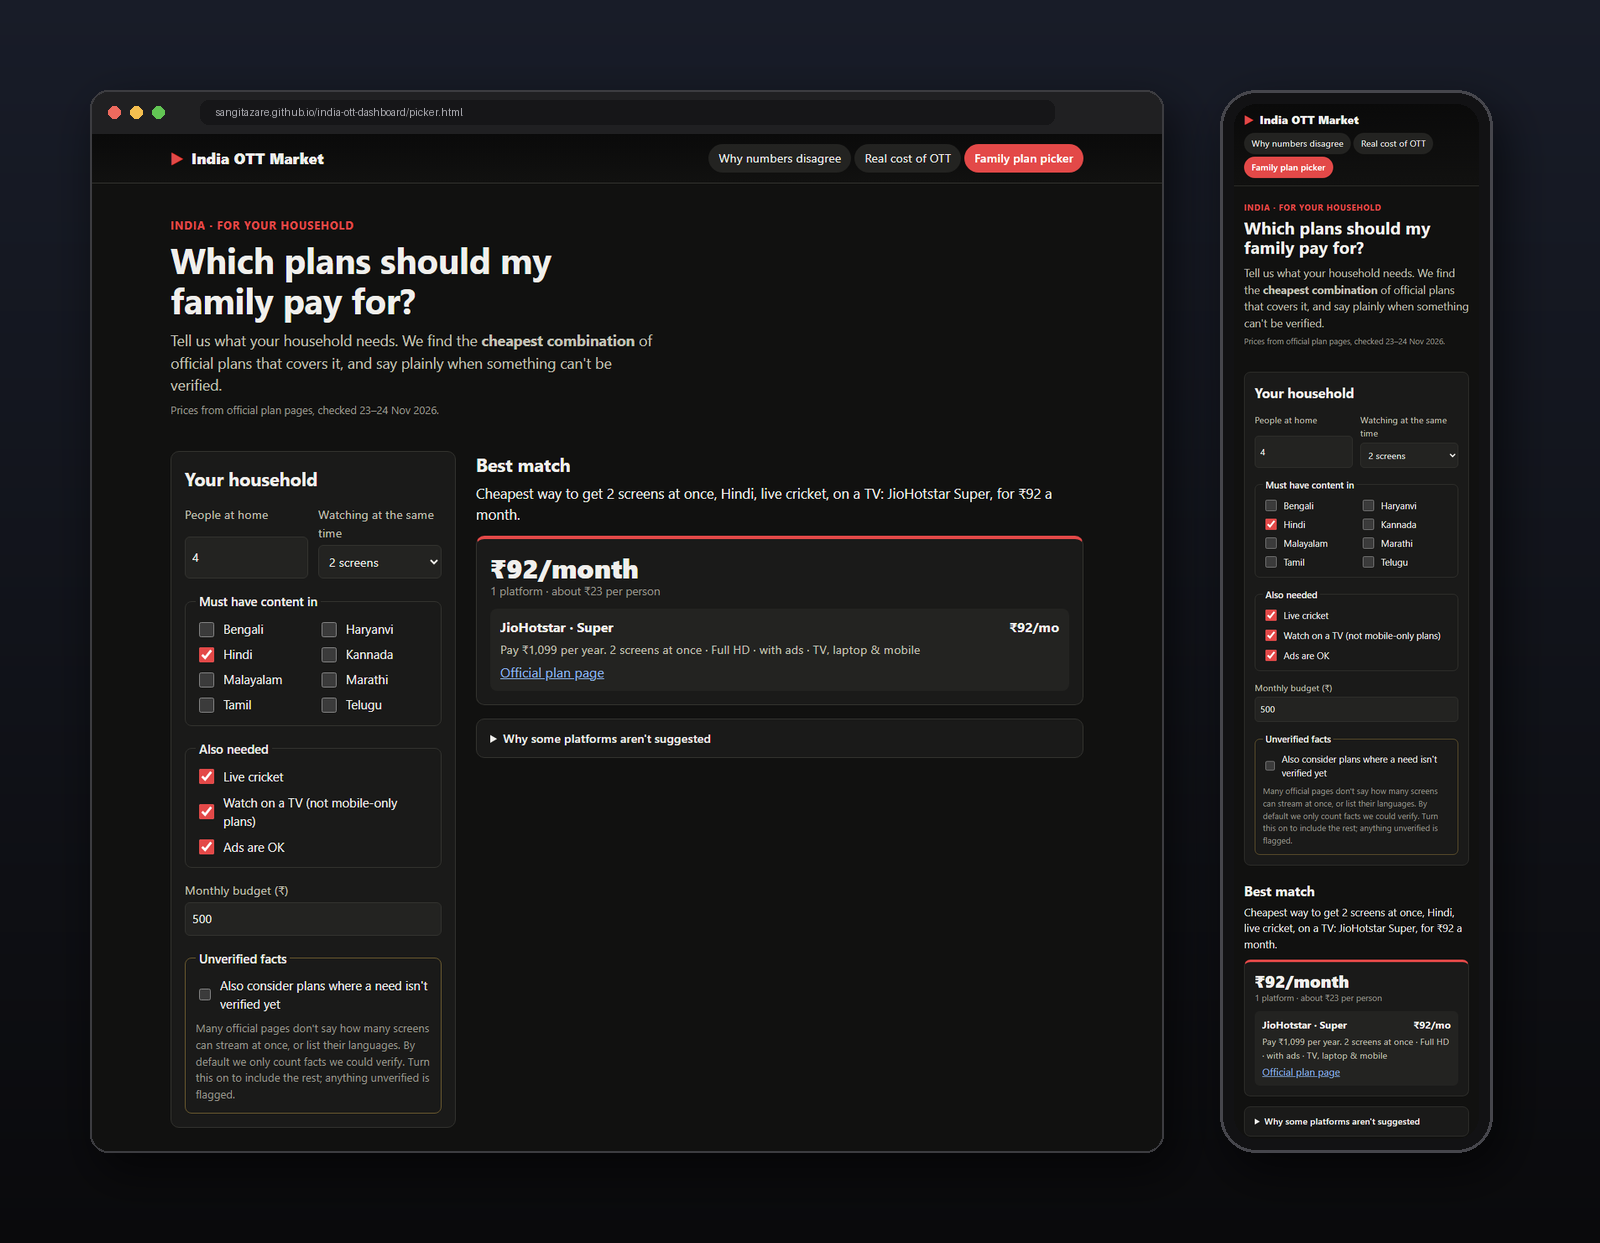 sangitazare.github.io/india-ott-dashboard/picker.html
India OTT Market
Why numbers disagree
Real cost of OTT
Family plan picker
INDIA · FOR YOUR HOUSEHOLD
Which plans should my
family pay for?
Tell us what your household needs. We find the cheapest combination of
official plans that covers it, and say plainly when something can't be
verified.
Prices from official plan pages, checked 23–24 Nov 2026.
Your household
People at home
Watching at the same
time
4
2 screens
Must have content in
Bengali
Haryanvi
Hindi
Kannada
Malayalam
Marathi
Tamil
Telugu
Also needed
Live cricket
Watch on a TV (not mobile-only
plans)
Ads are OK
Monthly budget (₹)
500
Unverified facts
Also consider plans where a need isn't
verified yet
Many official pages don't say how many screens
can stream at once, or list their languages. By
default we only count facts we could verify. Turn
this on to include the rest; anything unverified is
flagged.
Best match
Cheapest way to get 2 screens at once, Hindi, live cricket, on a TV: JioHotstar Super, for ₹92 a
month.
₹92/month
1 platform · about ₹23 per person
JioHotstar · Super
₹92/mo
Pay ₹1,099 per year. 2 screens at once · Full HD · with ads · TV, laptop & mobile
Official plan page
Why some platforms aren't suggested
India OTT Market
Why numbers disagree
Real cost of OTT
Family plan picker
INDIA · FOR YOUR HOUSEHOLD
Which plans should my
family pay for?
Tell us what your household needs. We find
the cheapest combination of official plans
that covers it, and say plainly when something
can't be verified.
Prices from official plan pages, checked 23–24 Nov 2026.
Your household
People at home
Watching at the same
time
4
2 screens
Must have content in
Bengali
Haryanvi
Hindi
Kannada
Malayalam
Marathi
Tamil
Telugu
Also needed
Live cricket
Watch on a TV (not mobile-only plans)
Ads are OK
Monthly budget (₹)
500
Unverified facts
Also consider plans where a need isn't
verified yet
Many official pages don't say how many screens
can stream at once, or list their languages. By
default we only count facts we could verify. Turn
this on to include the rest; anything unverified is
flagged.
Best match
Cheapest way to get 2 screens at once, Hindi,
live cricket, on a TV: JioHotstar Super, for ₹92 a
month.
₹92/month
1 platform · about ₹23 per person
JioHotstar · Super
₹92/mo
Pay ₹1,099 per year. 2 screens at once · Full HD
· with ads · TV, laptop & mobile
Official plan page
Why some platforms aren't suggested